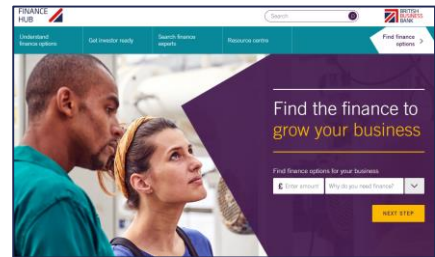 FINANCE
HUB
Search
BRITISH
BUSINESS
BANK
Understand
finance options
Get investor ready
Search finance
experts
Resource centre
Find finance
options
Find the finance to
grow your business
Find finance options for your business
£ Enter amount
Why do you need finance?
NEXT STEP